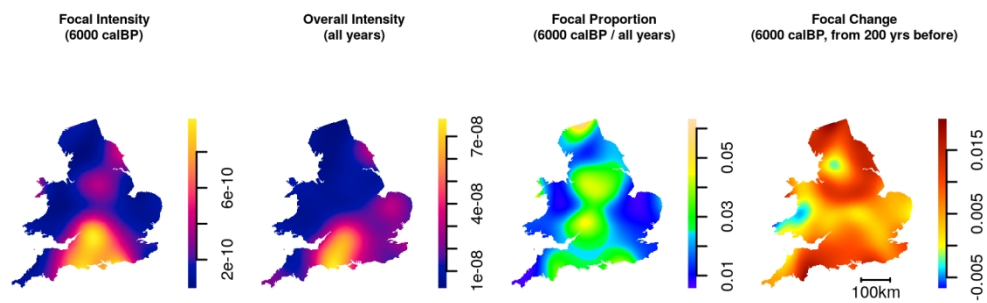 Focal Intensity
(6000 calBP)
Overall Intensity
(all years)
Focal Proportion
(6000 calBP / all years)
Focal Change
(6000 calBP, from 200 yrs before)
2e-10
6e-10
1e-08
4e-08
7e-08
0.01
0.03
0.05
-0.005
0.005
0.015
100km